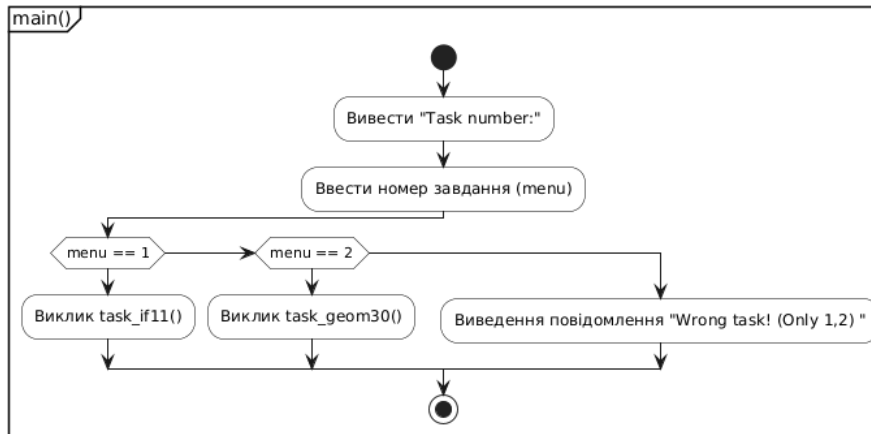 main()
Вивести "Task number:"
Ввести номер завдання (menu)
menu == 1
menu == 2
Виклик task_if11()
Виклик task_geom30()
Виведення повідомлення "Wrong task! (Only 1,2) "